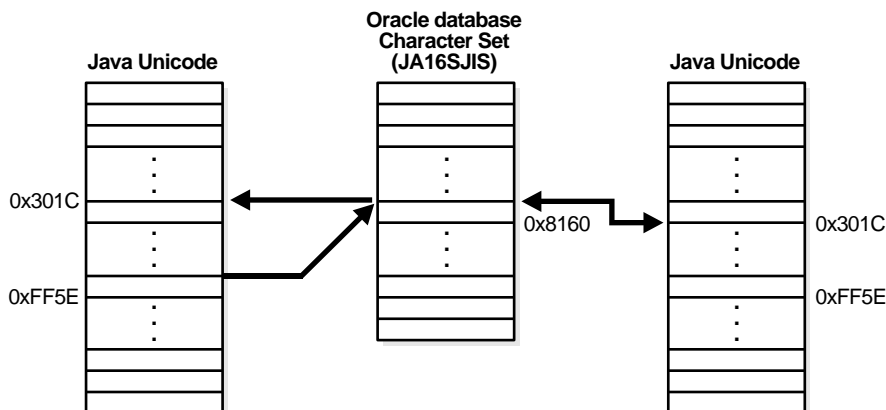 Oracle database
Character Set
(JA16SJIS)
Java Unicode
Java Unicode
0x301C
0x8160
0x301C
0xFF5E
0xFF5E